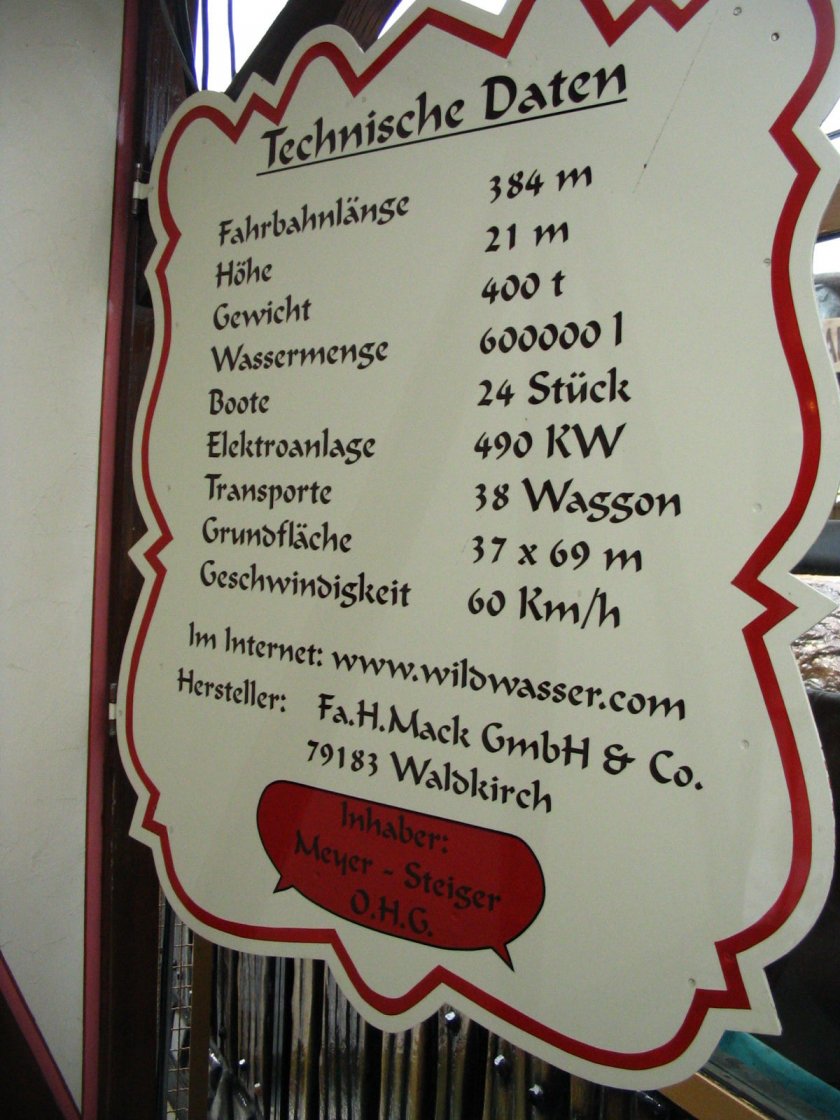 Technische Daten
Fahrbahnlänge 384 m
Höhe 21 m
Gewicht 400 t
Wassermenge 600000 l
Boote 24 Stück
Elektroanlage 490 KW
Transporte 38 Waggon
Grundfläche 37 x 69 m
Geschwindigkeit 60 Km/h
Im Internet: www.wildwasser.com
Hersteller: Fa.H.Mack GmbH & Co.
79183 Waldkirch
Inhaber:
Meyer - Steiger
O.H.G.